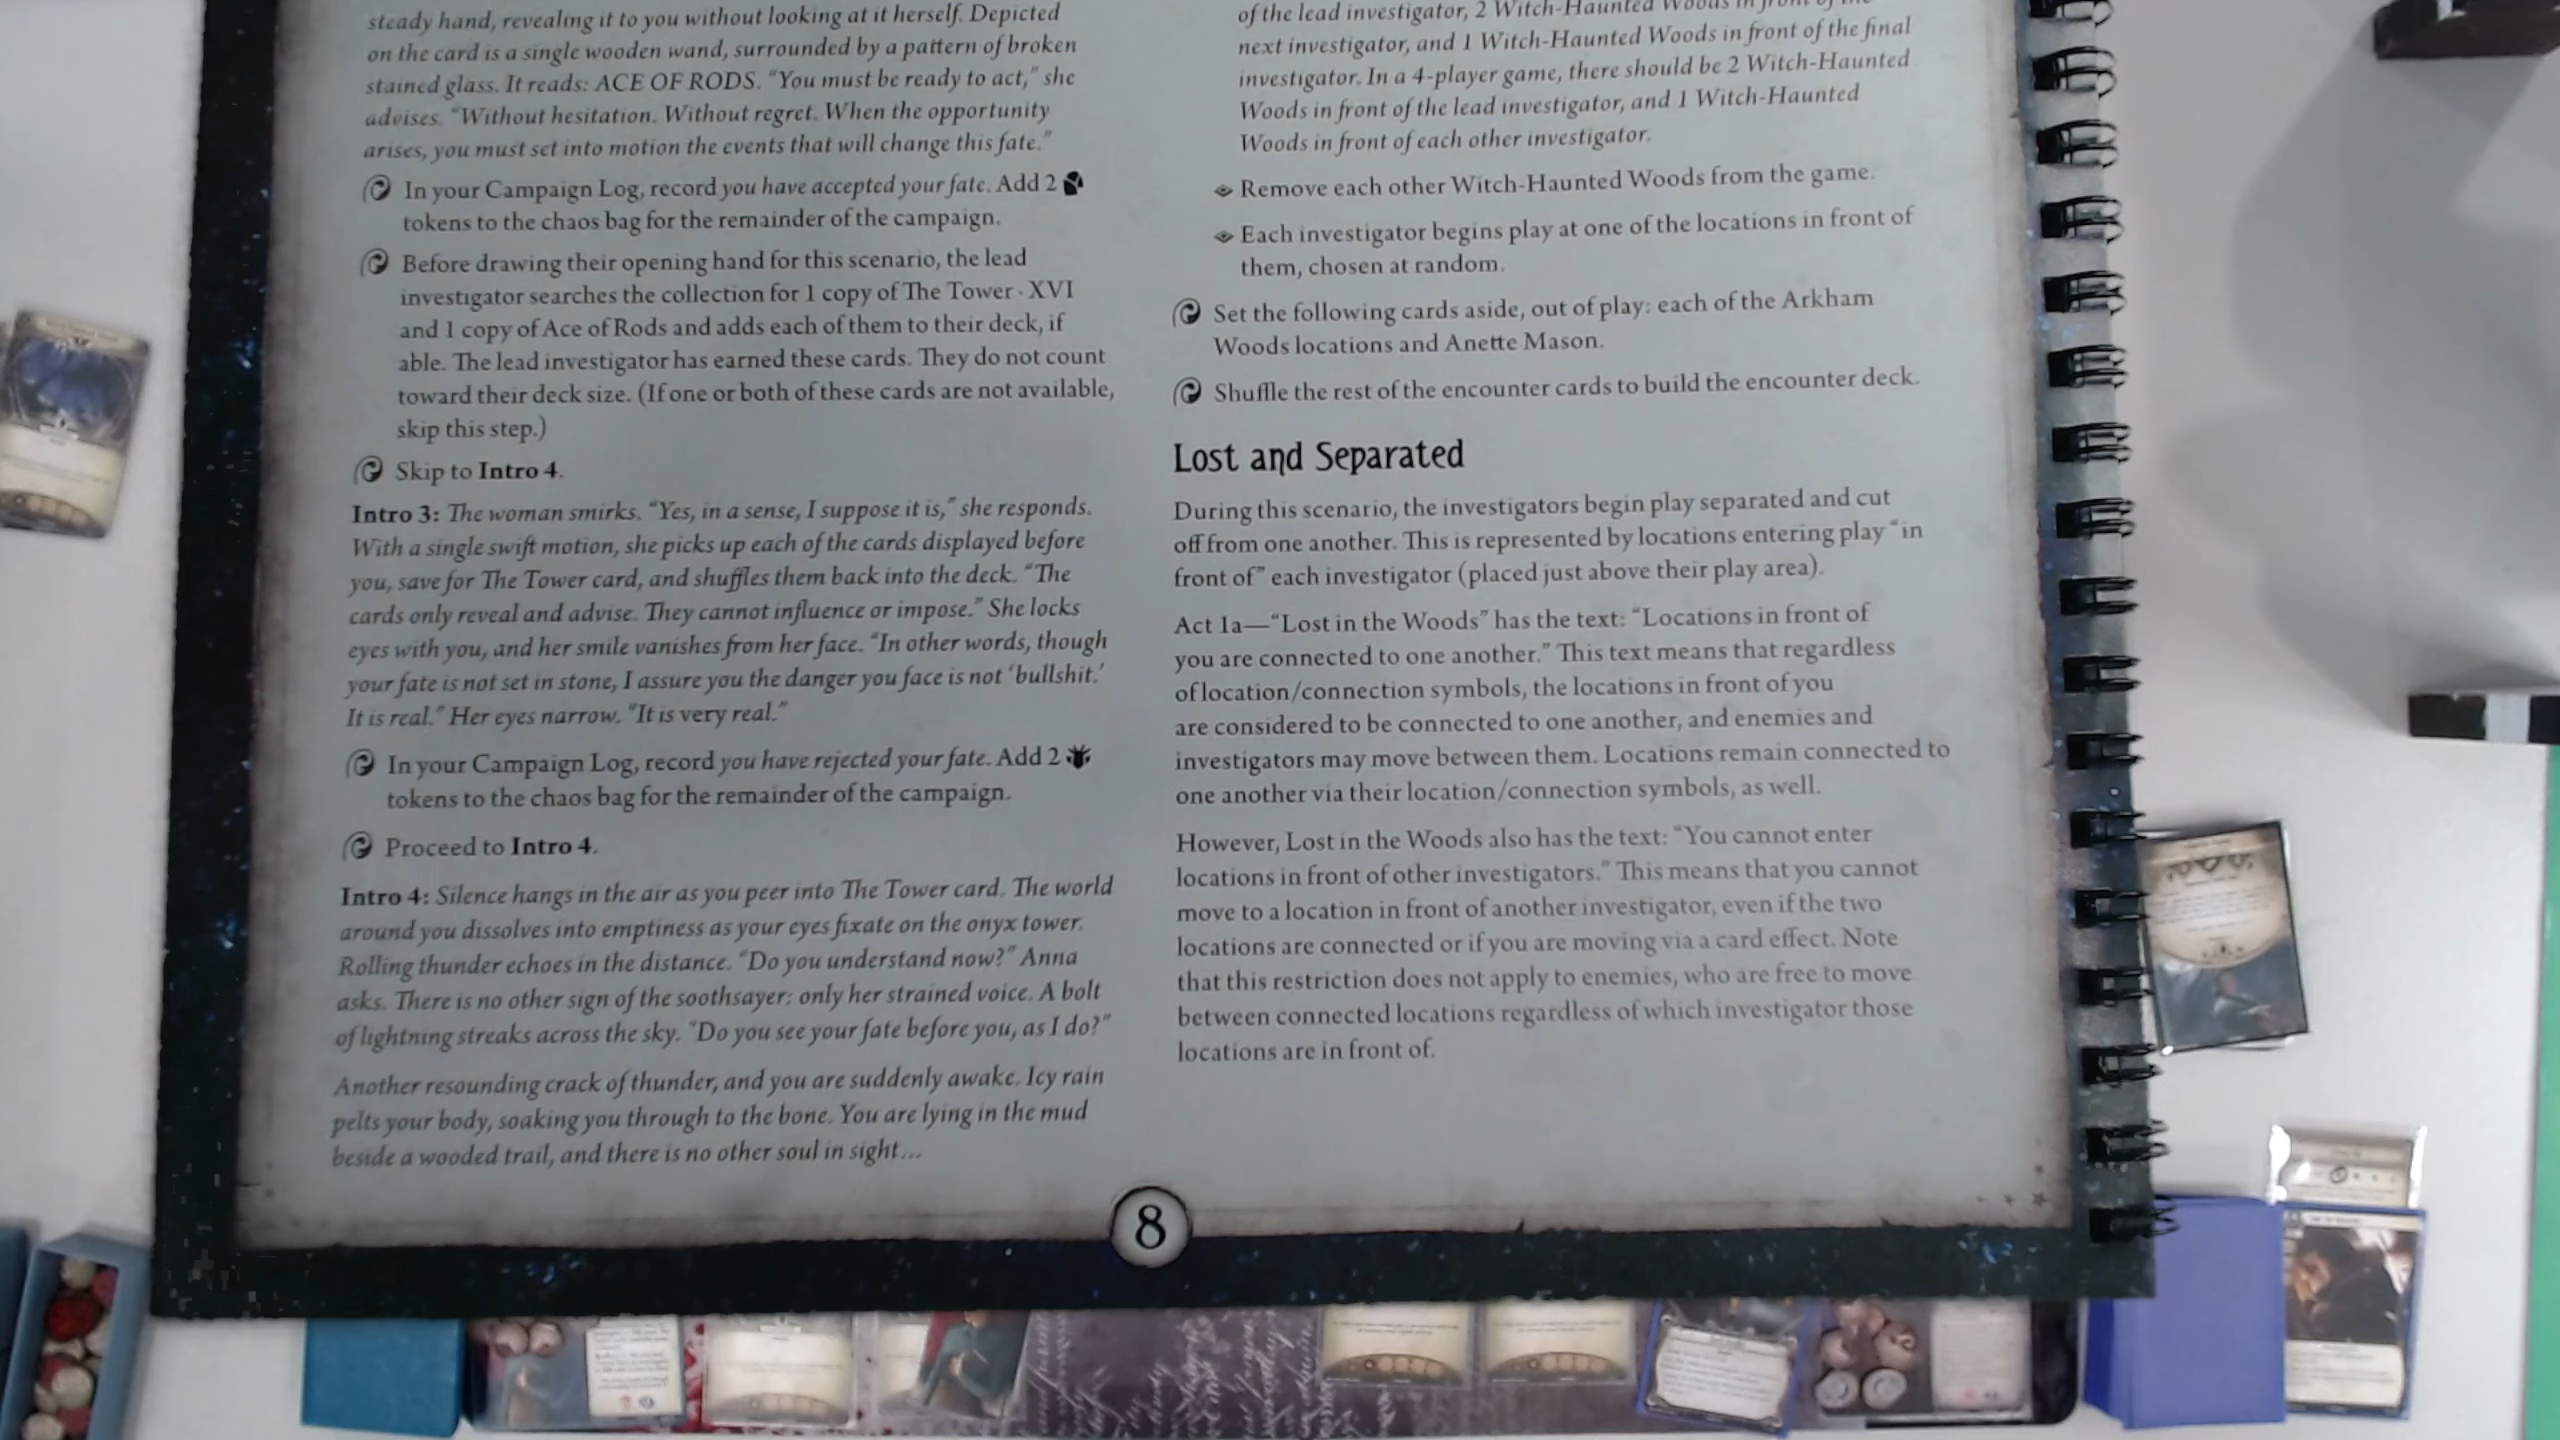 steady hand, revealing it to you without looking at it herself. Depicted
on the card is a single wooden wand, surrounded by a pattern of broken
stained glass. It reads: ACE OF RODS. “You must be ready to act,” she
advises. “Without hesitation. Without regret. When the opportunity
arises, you must set into motion the events that will change this fate.”
In your Campaign Log, record you have accepted your fate. Add 2
tokens to the chaos bag for the remainder of the campaign.
Before drawing their opening hand for this scenario, the lead
investigator searches the collection for 1 copy of The Tower · XVI
and 1 copy of Ace of Rods and adds each of them to their deck, if
able. The lead investigator has earned these cards. They do not count
toward their deck size. (If one or both of these cards are not available,
skip this step.)
Skip to Intro 4.
Intro 3: The woman smirks. “Yes, in a sense, I suppose it is,” she responds.
With a single swift motion, she picks up each of the cards displayed before
you, save for The Tower card, and shuffles them back into the deck. “The
cards only reveal and advise. They cannot influence or impose.” She locks
eyes with you, and her smile vanishes from her face. “In other words, though
your fate is not set in stone, I assure you the danger you face is not ‘bullshit.’
It is real.” Her eyes narrow. “It is very real.”
In your Campaign Log, record you have rejected your fate. Add 2
tokens to the chaos bag for the remainder of the campaign.
Proceed to Intro 4.
Intro 4: Silence hangs in the air as you peer into The Tower card. The world
around you dissolves into emptiness as your eyes fixate on the onyx tower.
Rolling thunder echoes in the distance. “Do you understand now?” Anna
asks. There is no other sign of the soothsayer: only her strained voice. A bolt
of lightning streaks across the sky. “Do you see your fate before you, as I do?”
Another resounding crack of thunder, and you are suddenly awake. Icy rain
pelts your body, soaking you through to the bone. You are lying in the mud
beside a wooded trail, and there is no other soul in sight…
of the lead investigator, 2 Witch-Haunted Woods in front of the
next investigator, and 1 Witch-Haunted Woods in front of the final
investigator. In a 4-player game, there should be 2 Witch-Haunted
Woods in front of the lead investigator, and 1 Witch-Haunted
Woods in front of each other investigator.
Remove each other Witch-Haunted Woods from the game.
Each investigator begins play at one of the locations in front of
them, chosen at random.
Set the following cards aside, out of play: each of the Arkham
Woods locations and Anette Mason.
Shuffle the rest of the encounter cards to build the encounter deck.
Lost and Separated
During this scenario, the investigators begin play separated and cut
off from one another. This is represented by locations entering play “in
front of” each investigator (placed just above their play area).
Act 1a—“Lost in the Woods” has the text: “Locations in front of
you are connected to one another.” This text means that regardless
of location/connection symbols, the locations in front of you
are considered to be connected to one another, and enemies and
investigators may move between them. Locations remain connected to
one another via their location/connection symbols, as well.
However, Lost in the Woods also has the text: “You cannot enter
locations in front of other investigators.” This means that you cannot
move to a location in front of another investigator, even if the two
locations are connected or if you are moving via a card effect. Note
that this restriction does not apply to enemies, who are free to move
between connected locations regardless of which investigator those
locations are in front of.
8